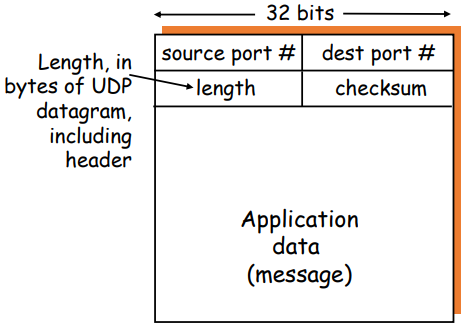 32 bits
source port #
dest port #
Length, in
bytes of UDP
datagram,
including
header
length
checksum
Application
data
(message)